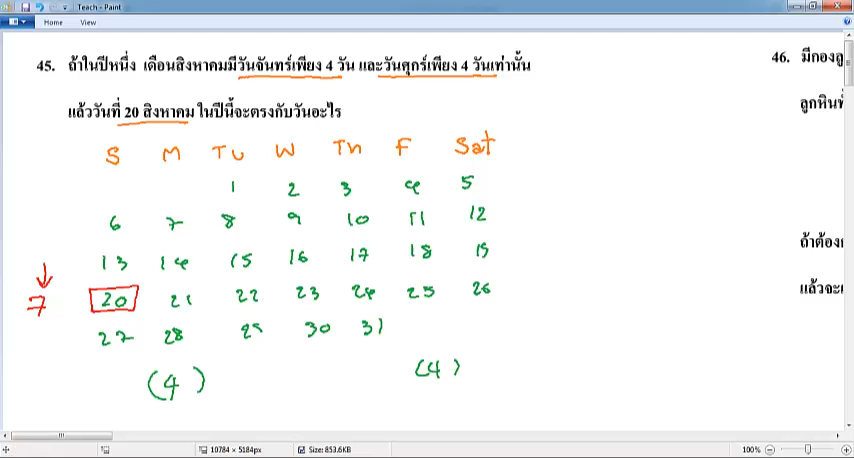 Teach - Paint
Home View
45. ถ้าในปีหนึ่ง เดือนสิงหาคมมีวันจันทร์เพียง 4 วัน และวันศุกร์เพียง 4 วันเท่านั้น
46. มีกองลู
แล้ววันที่ 20 สิงหาคม ในปีนี้จะตรงกับวันอะไร
ลูกหินทั้
S M Tu W Th F Sat
1 2 3 4 5
6 7 8 9 10 11 12
13 14 15 16 17 18 19
ถ้าต้อง
7 20 21 22 23 24 25 26
แล้วจะ
27 28 29 30 31
(4) (4)
10784 × 5184px Size: 853.6KB 100%